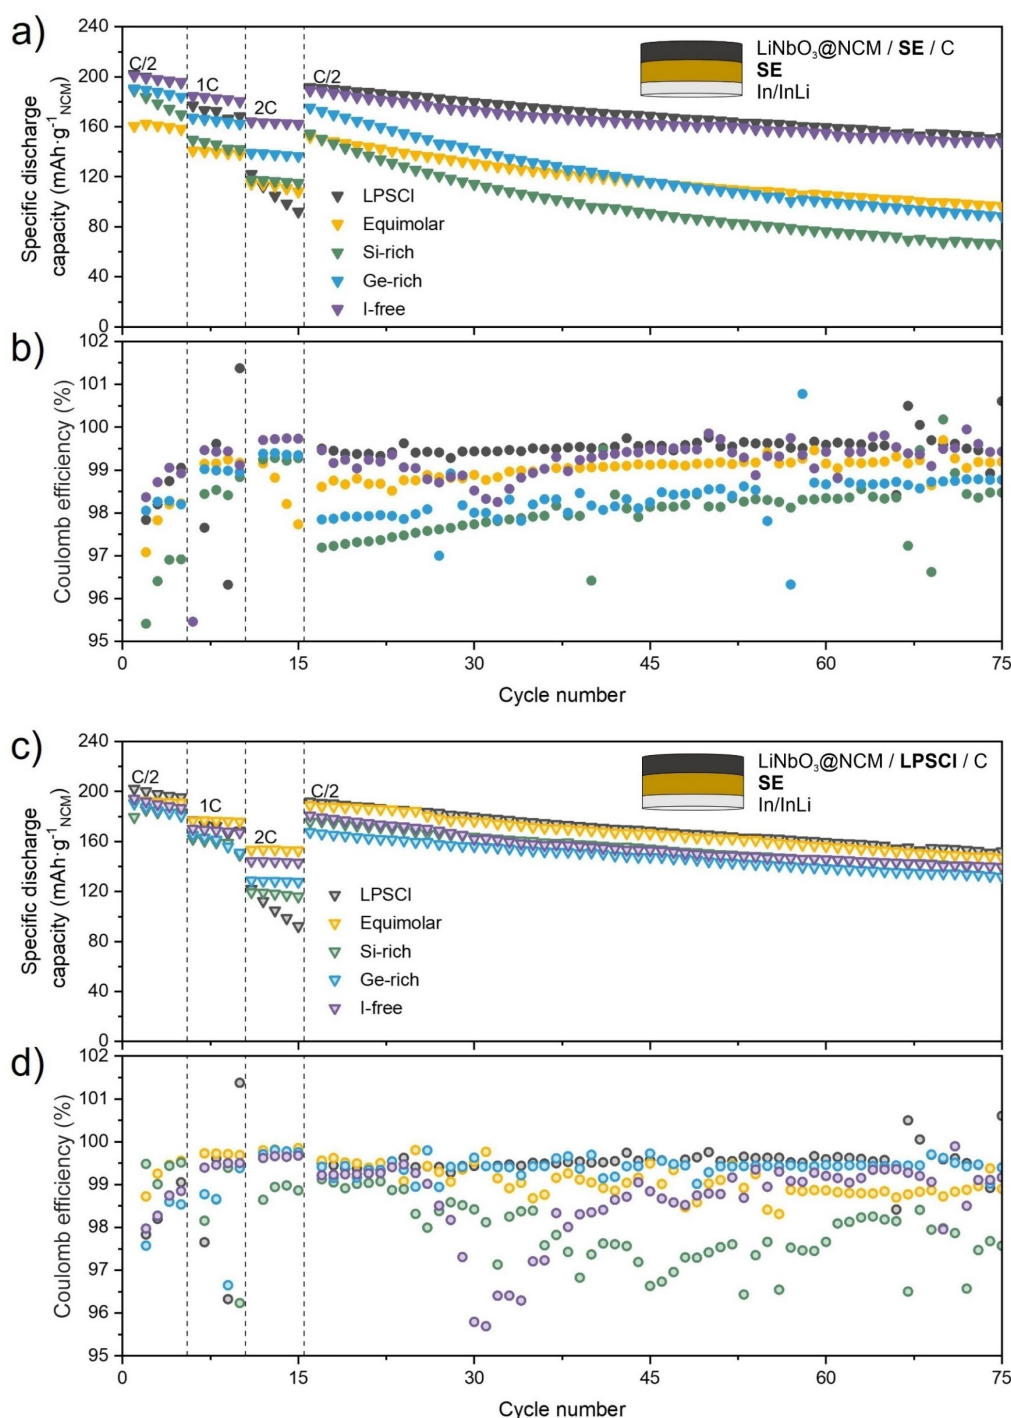 a)
240
200
160
120
80
40
0
Specific discharge
capacity (mAh·g⁻¹NCM)
C/2
1C
2C
C/2
LiNbO₃@NCM / SE / C
SE
In/InLi
LPSCl
Equimolar
Si-rich
Ge-rich
I-free
b)
102
101
100
99
98
97
96
95
Coulomb efficiency (%)
0 15 30 45 60 75
Cycle number
c)
240
200
160
120
80
40
0
Specific discharge
capacity (mAh·g⁻¹NCM)
C/2
1C
2C
C/2
LiNbO₃@NCM / LPSCl / C
SE
In/InLi
LPSCl
Equimolar
Si-rich
Ge-rich
I-free
d)
102
101
100
99
98
97
96
95
Coulomb efficiency (%)
0 15 30 45 60 75
Cycle number